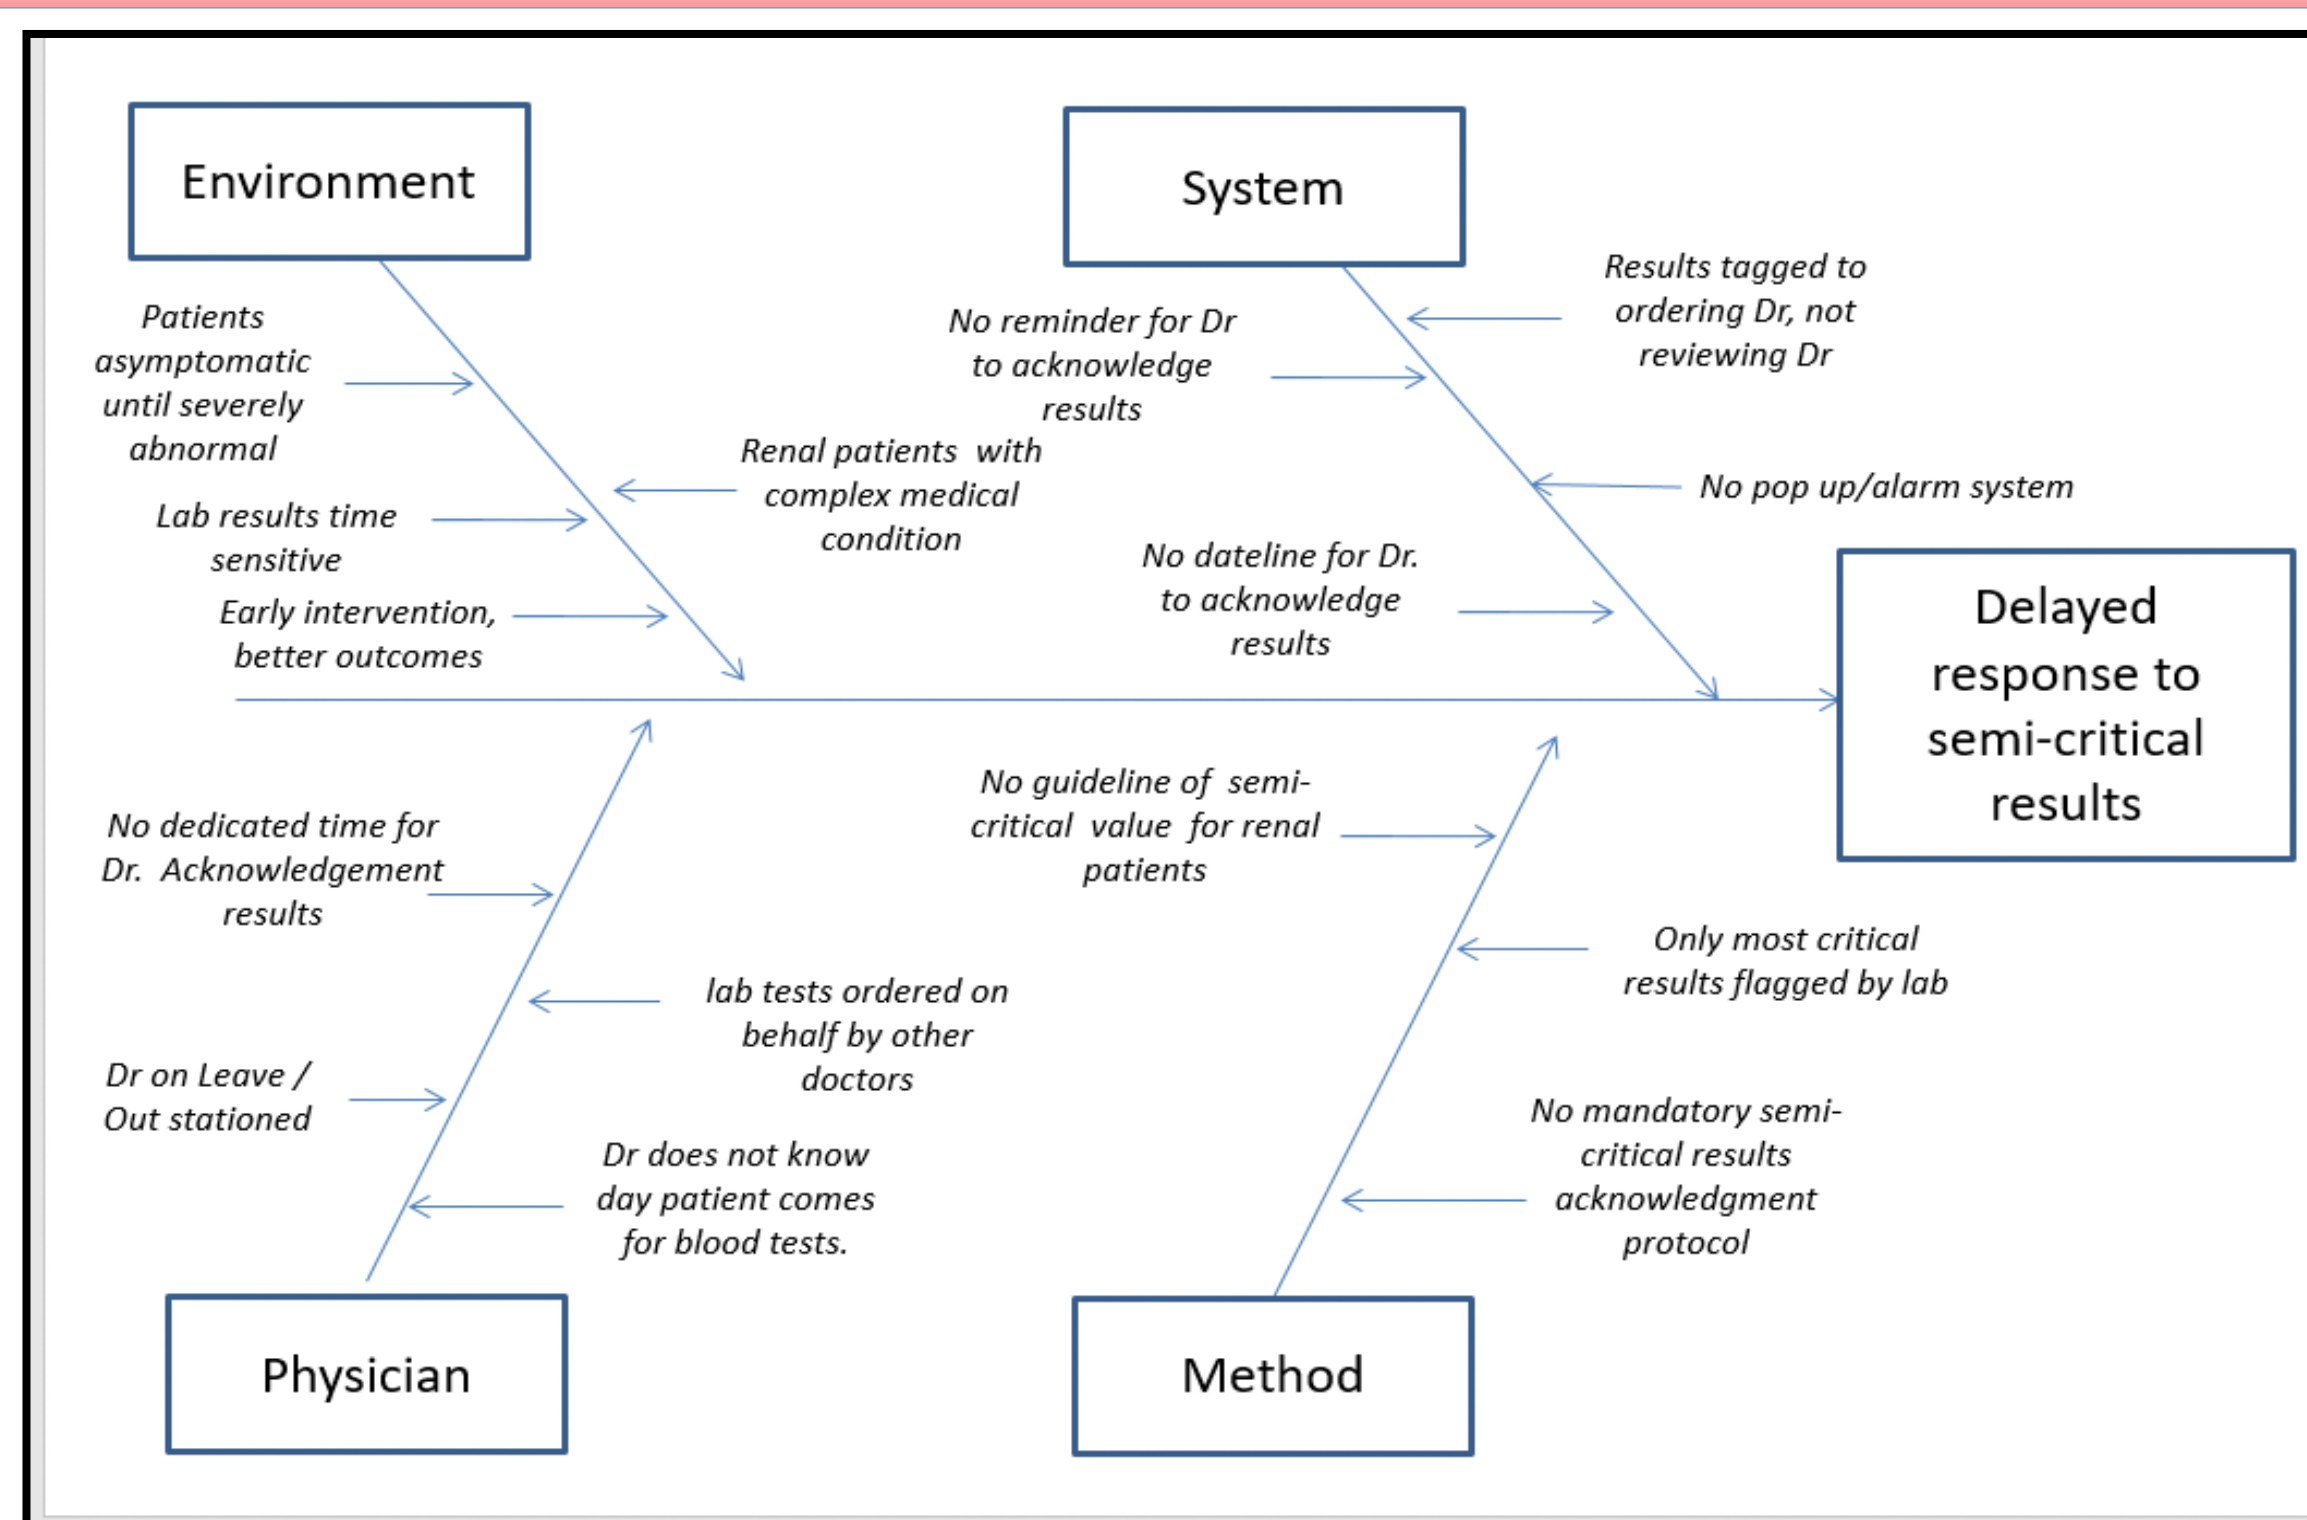 Environment
System
Patients
asymptomatic
until severely
abnormal
Lab results time
sensitive
Early intervention,
better outcomes
Renal patients with
complex medical
condition
No reminder for Dr
to acknowledge
results
Results tagged to
ordering Dr, not
reviewing Dr
No pop up/alarm system
No dateline for Dr.
to acknowledge
results
Delayed
response to
semi-critical
results
No dedicated time for
Dr. Acknowledgement
results
lab tests ordered on
behalf by other
doctors
Dr on Leave /
Out stationed
Dr does not know
day patient comes
for blood tests.
No guideline of semi-
critical value for renal
patients
Only most critical
results flagged by lab
No mandatory semi-
critical results
acknowledgment
protocol
Physician
Method